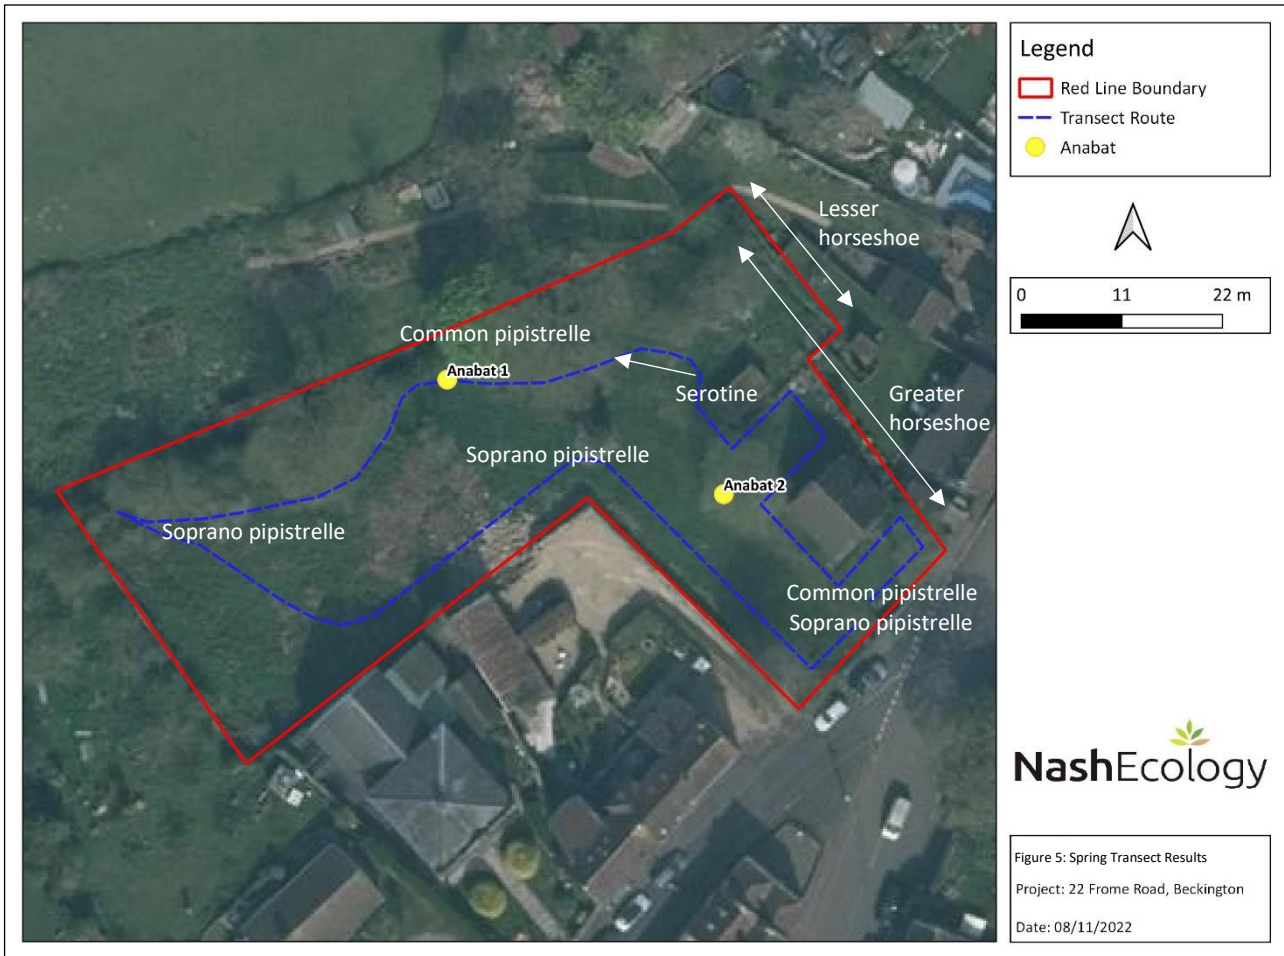 Legend
Red Line Boundary
Transect Route
Anabat
0 11 22 m
Lesser
horseshoe
Common pipistrelle
Anabat 1
Serotine
Greater
horseshoe
Soprano pipistrelle
Anabat 2
Soprano pipistrelle
Common pipistrelle
Soprano pipistrelle
NashEcology
Figure 5: Spring Transect Results
Project: 22 Frome Road, Beckington
Date: 08/11/2022